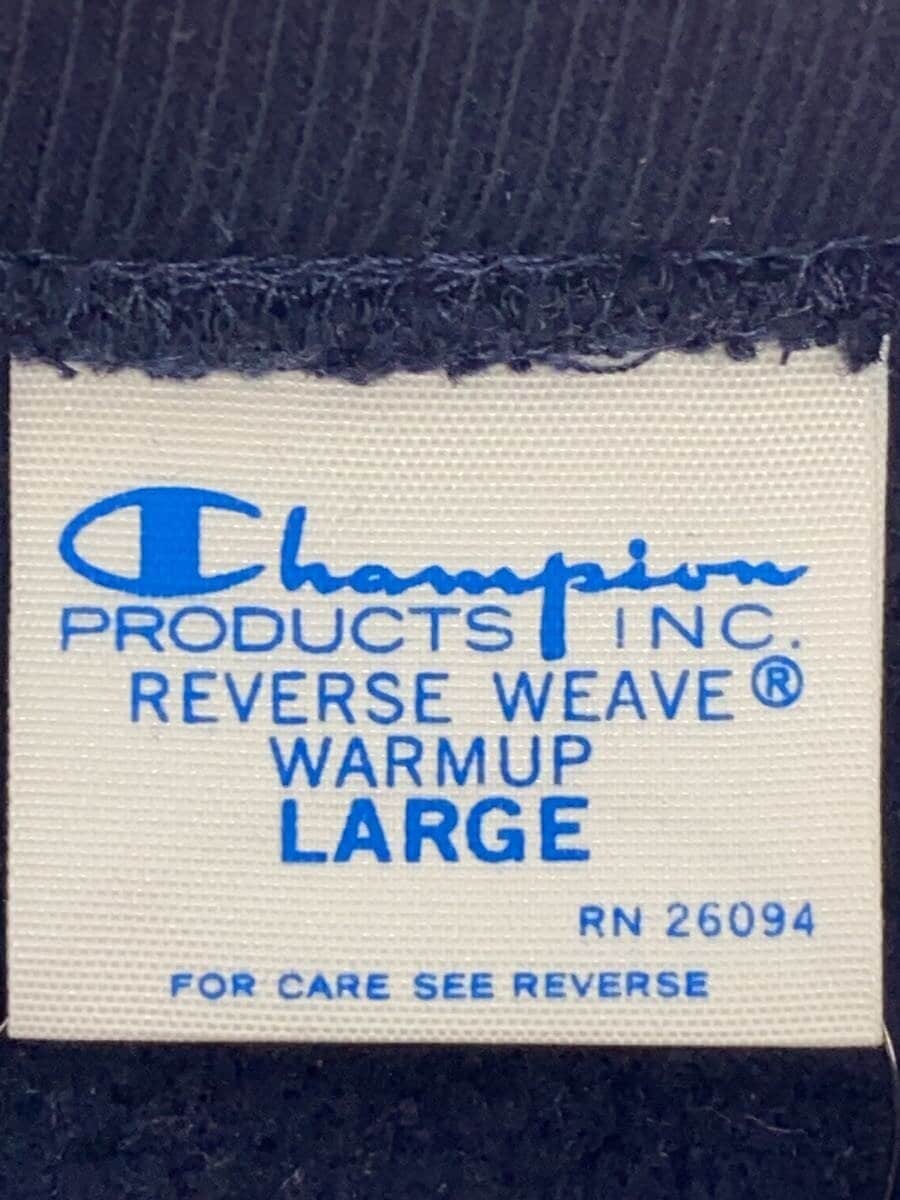 Champion
PRODUCTS INC.
REVERSE WEAVE®
WARMUP
LARGE
RN 26094
FOR CARE SEE REVERSE